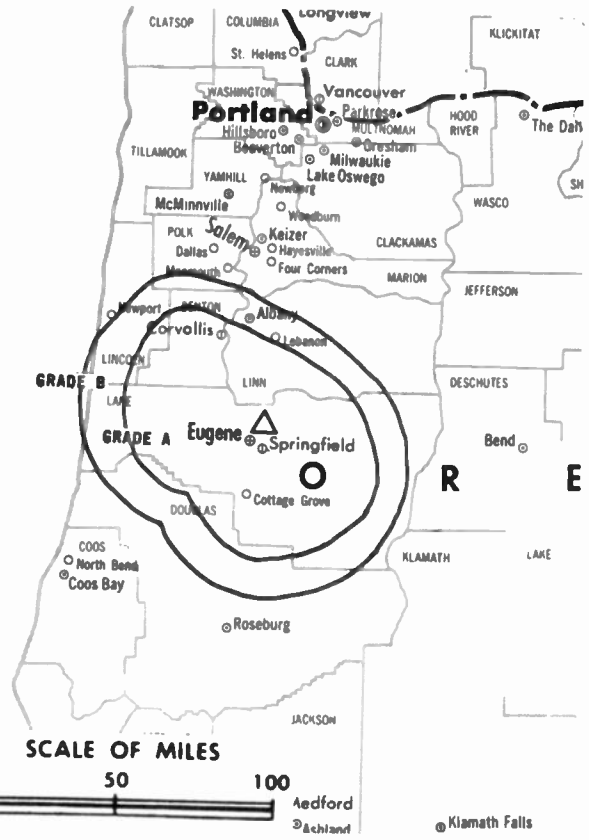 Longview
CLATSOP
COLUMBIA
KLICKITAT
St. Helens
CLARK
WASHINGTON
Vancouver
Portland
Parkrose
HOOD RIVER
The Dall
Hillsboro
MULTNOMAH
Beaverton
Gresham
TILLAMOOK
Milwaukie
Lake Oswego
SH
YAMHILL
Newberg
McMinnville
WASCO
Woodburn
POLK
Salem
Keizer
Dallas
Hayesville
CLACKAMAS
Monmouth
Four Corners
MARION
JEFFERSON
Newport
BENTON
Albany
Corvallis
Lebanon
LINCOLN
GRADE B
LINN
DESCHUTES
LANE
GRADE A
Eugene
Springfield
Bend
O R E
Cottage Grove
DOUGLAS
COOS
North Bend
Coos Bay
KLAMATH
LAKE
Roseburg
JACKSON
SCALE OF MILES
50 100
Medford
Ashland
Klamath Falls